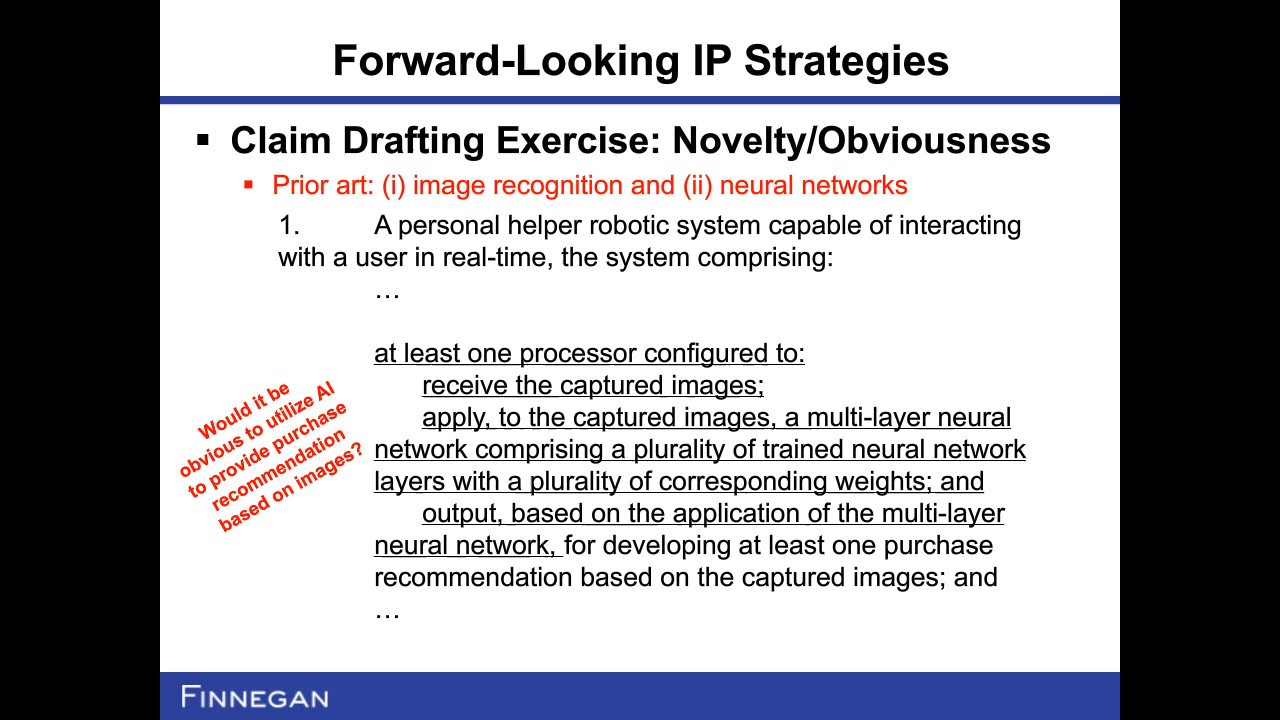 Forward-Looking IP Strategies
▪ Claim Drafting Exercise: Novelty/Obviousness
▪ Prior art: (i) image recognition and (ii) neural networks
1. A personal helper robotic system capable of interacting
with a user in real-time, the system comprising:
…
at least one processor configured to:
receive the captured images;
apply, to the captured images, a multi-layer neural
network comprising a plurality of trained neural network
layers with a plurality of corresponding weights; and
output, based on the application of the multi-layer
neural network, for developing at least one purchase
recommendation based on the captured images; and
…
Would it be
obvious to utilize AI
to provide purchase
recommendation
based on images?
FINNEGAN